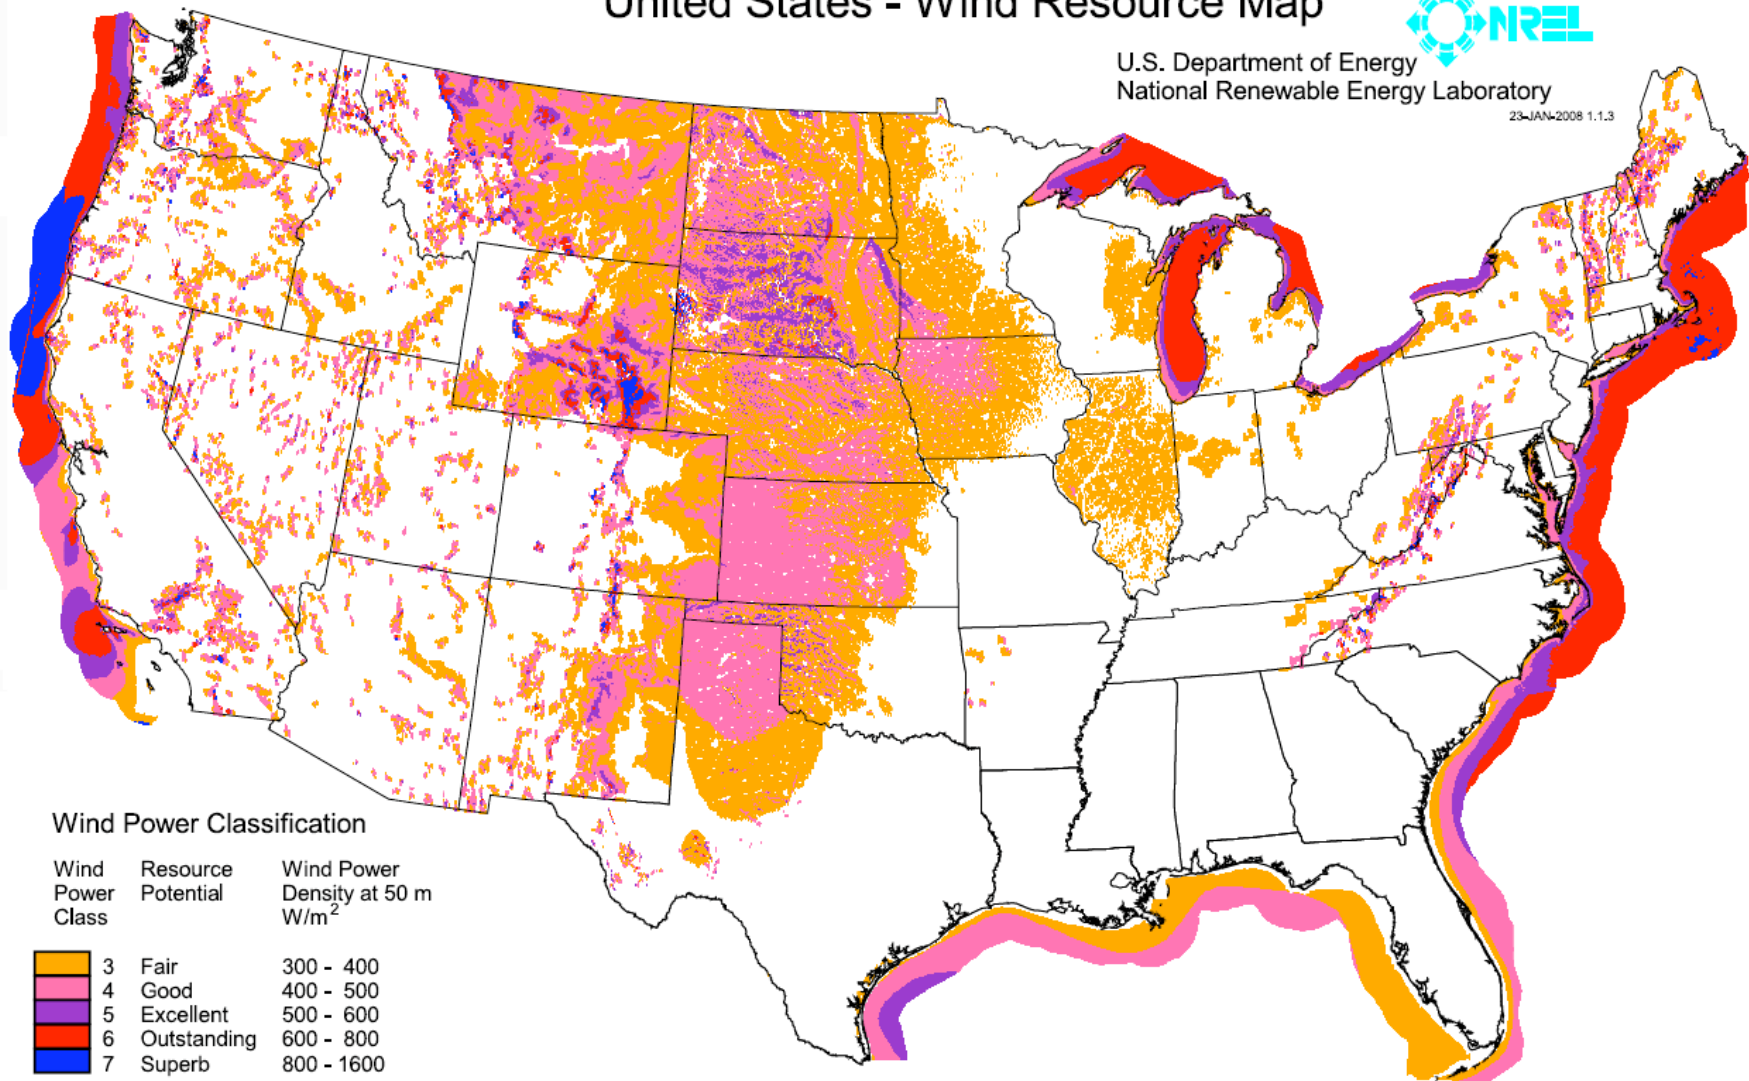 United States - Wind Resource Map
NREL
U.S. Department of Energy
National Renewable Energy Laboratory
23-JAN-2008 1.1.3
Wind Power Classification
Wind Resource Wind Power
Power Potential Density at 50 m
Class W/m2
3 Fair 300 - 400
4 Good 400 - 500
5 Excellent 500 - 600
6 Outstanding 600 - 800
7 Superb 800 - 1600